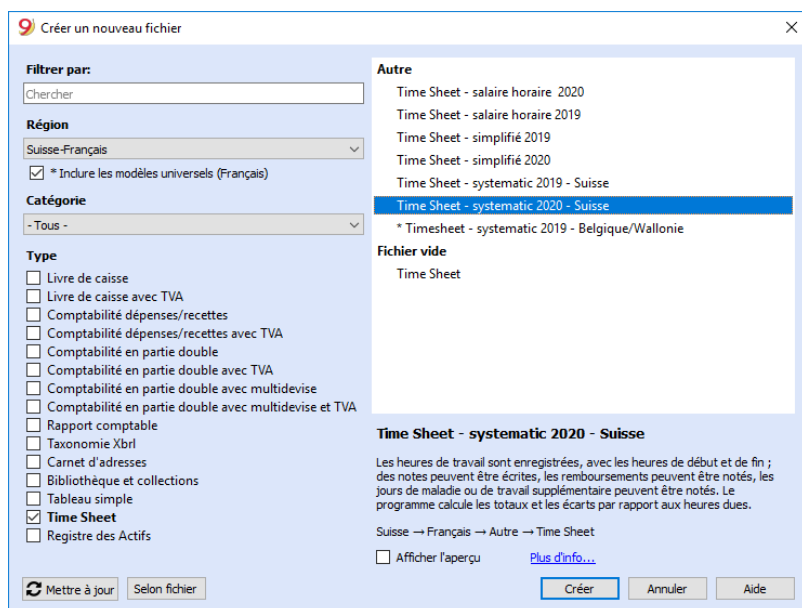 Créer un nouveau fichier
Filtrer par:
Chercher
Région
Suisse-Français
* Inclure les modèles universels (Français)
Catégorie
- Tous -
Type
Livre de caisse
Livre de caisse avec TVA
Comptabilité dépenses/recettes
Comptabilité dépenses/recettes avec TVA
Comptabilité en partie double
Comptabilité en partie double avec TVA
Comptabilité en partie double avec multidevise
Comptabilité en partie double avec multidevise et TVA
Rapport comptable
Taxonomie Xbrl
Carnet d'adresses
Bibliothèque et collections
Tableau simple
Time Sheet
Registre des Actifs
Mettre à jour
Selon fichier
Autre
Time Sheet - salaire horaire 2020
Time Sheet - salaire horaire 2019
Time Sheet - simplifié 2019
Time Sheet - simplifié 2020
Time Sheet - systematic 2019 - Suisse
Time Sheet - systematic 2020 - Suisse
* Timesheet - systematic 2019 - Belgique/Wallonie
Fichier vide
Time Sheet
Time Sheet - systematic 2020 - Suisse
Les heures de travail sont enregistrées, avec les heures de début et de fin ;
des notes peuvent être écrites, les remboursements peuvent être notés, les
jours de maladie ou de travail supplémentaire peuvent être notés. Le
programme calcule les totaux et les écarts par rapport aux heures dues.
Suisse → Français → Autre → Time Sheet
Afficher l'aperçu
Plus d'info...
Créer
Annuler
Aide